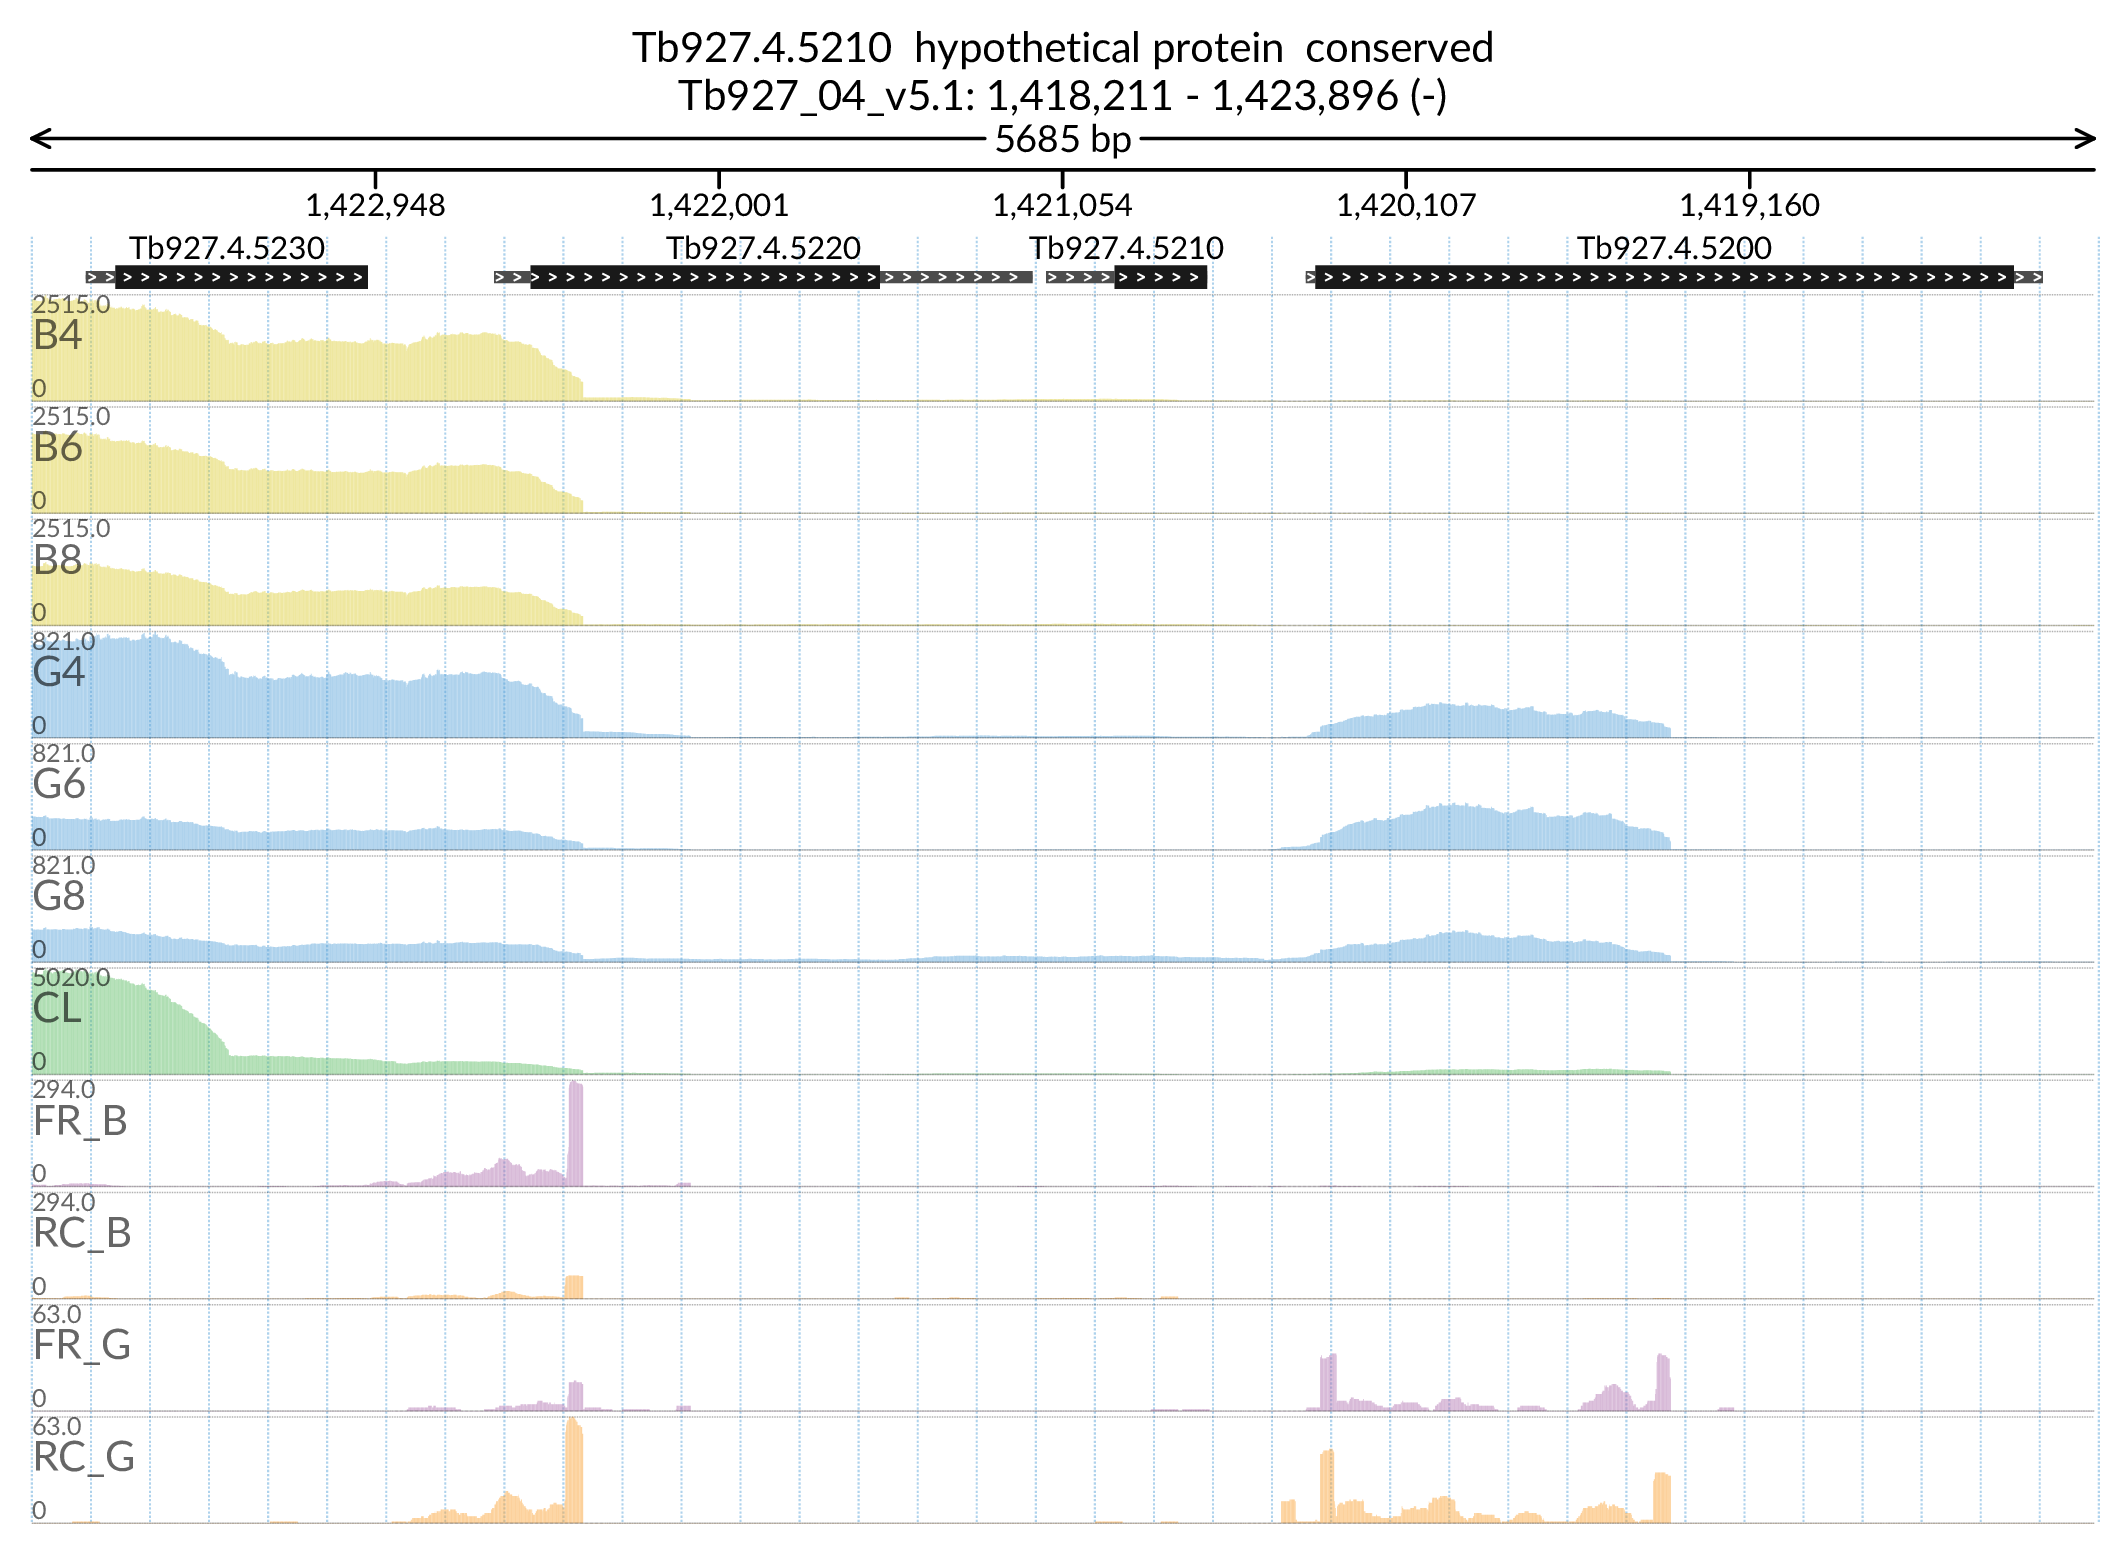 Tb927.4.5210 hypothetical protein conserved
Tb927_04_v5.1: 1,418,211 - 1,423,896 (-)
5685 bp
1,422,948 1,422,001 1,421,054 1,420,107 1,419,160
Tb927.4.5230 Tb927.4.5220 Tb927.4.5210 Tb927.4.5200
2515.0
B4
0
2515.0
B6
0
2515.0
B8
0
821.0
G4
0
821.0
G6
0
821.0
G8
0
5020.0
CL
0
294.0
FR_B
0
294.0
RC_B
0
63.0
FR_G
0
63.0
RC_G
0